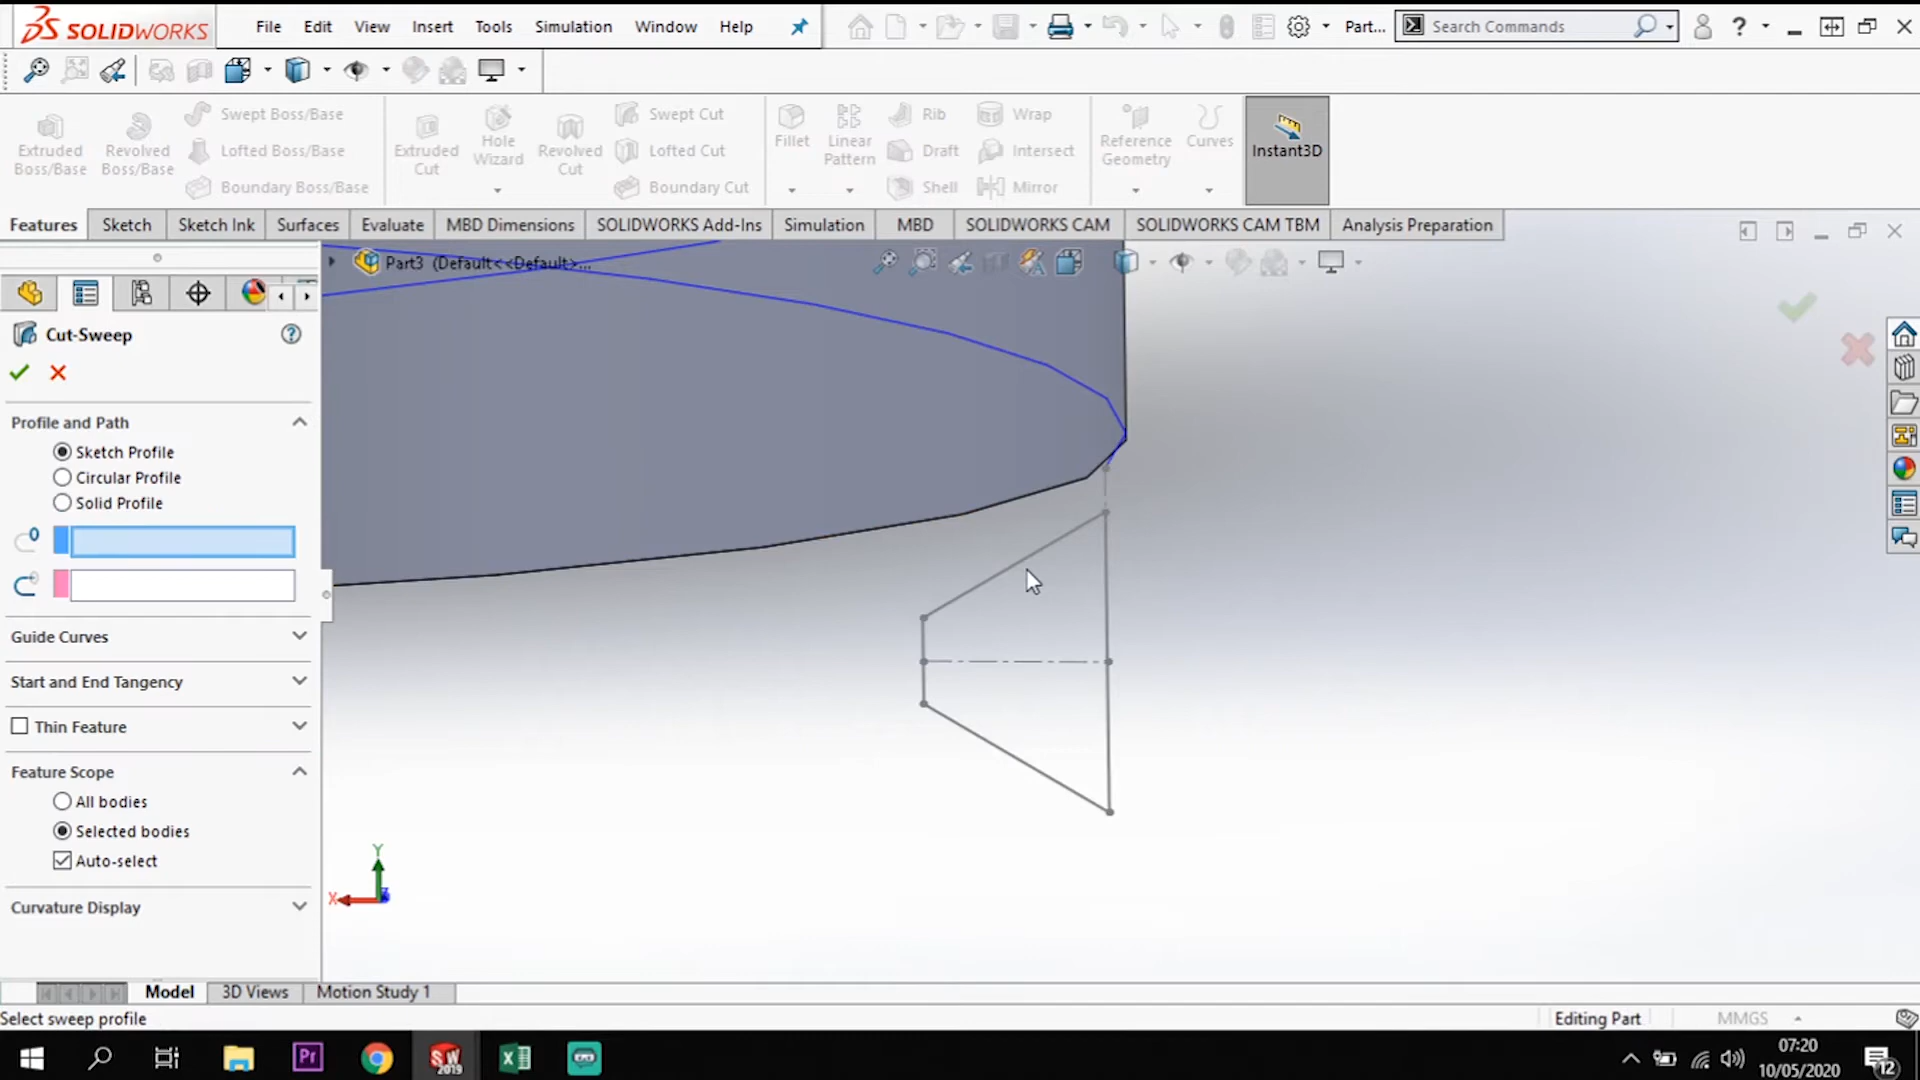 SOLIDWORKS File Edit View Insert Tools Simulation Window Help Part... Search Commands
Extruded Boss/Base
Revolved Boss/Base
Swept Boss/Base
Lofted Boss/Base
Boundary Boss/Base
Extruded Cut
Hole Wizard
Revolved Cut
Swept Cut
Lofted Cut
Boundary Cut
Fillet
Linear Pattern
Rib
Draft
Shell
Wrap
Intersect
Mirror
Reference Geometry
Curves
Instant3D
Features Sketch Sketch Ink Surfaces Evaluate MBD Dimensions SOLIDWORKS Add-Ins Simulation MBD SOLIDWORKS CAM SOLIDWORKS CAM TBM Analysis Preparation
Part3 (Default<<Default>...
Cut-Sweep
Profile and Path
Sketch Profile
Circular Profile
Solid Profile
Guide Curves
Start and End Tangency
Thin Feature
Feature Scope
All bodies
Selected bodies
Auto-select
Curvature Display
Y
X
Model 3D Views Motion Study 1
Select sweep profile Editing Part MMGS
Pr
SW 2019
07:20
10/05/2020
12